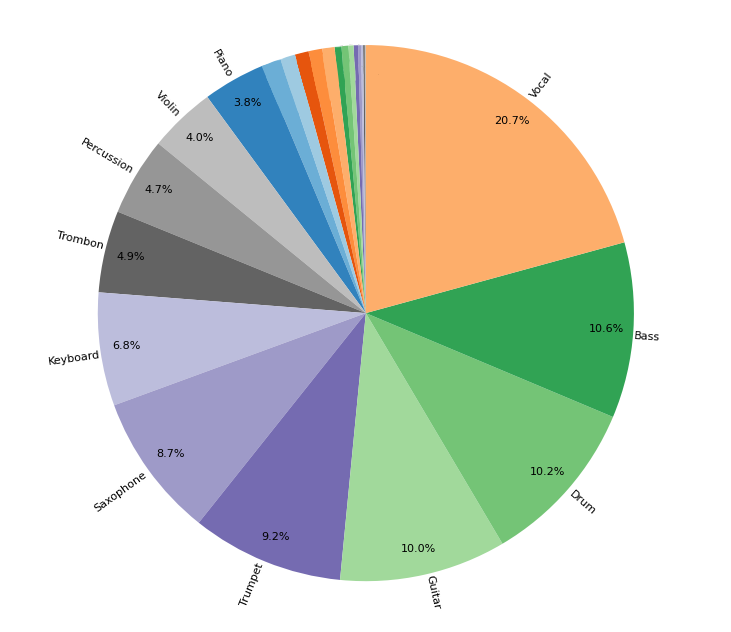 Vocal
20.7%
Bass
10.6%
Drum
10.2%
Guitar
10.0%
Trumpet
9.2%
Saxophone
8.7%
Keyboard
6.8%
Trombon
4.9%
Percussion
4.7%
Violin
4.0%
Piano
3.8%